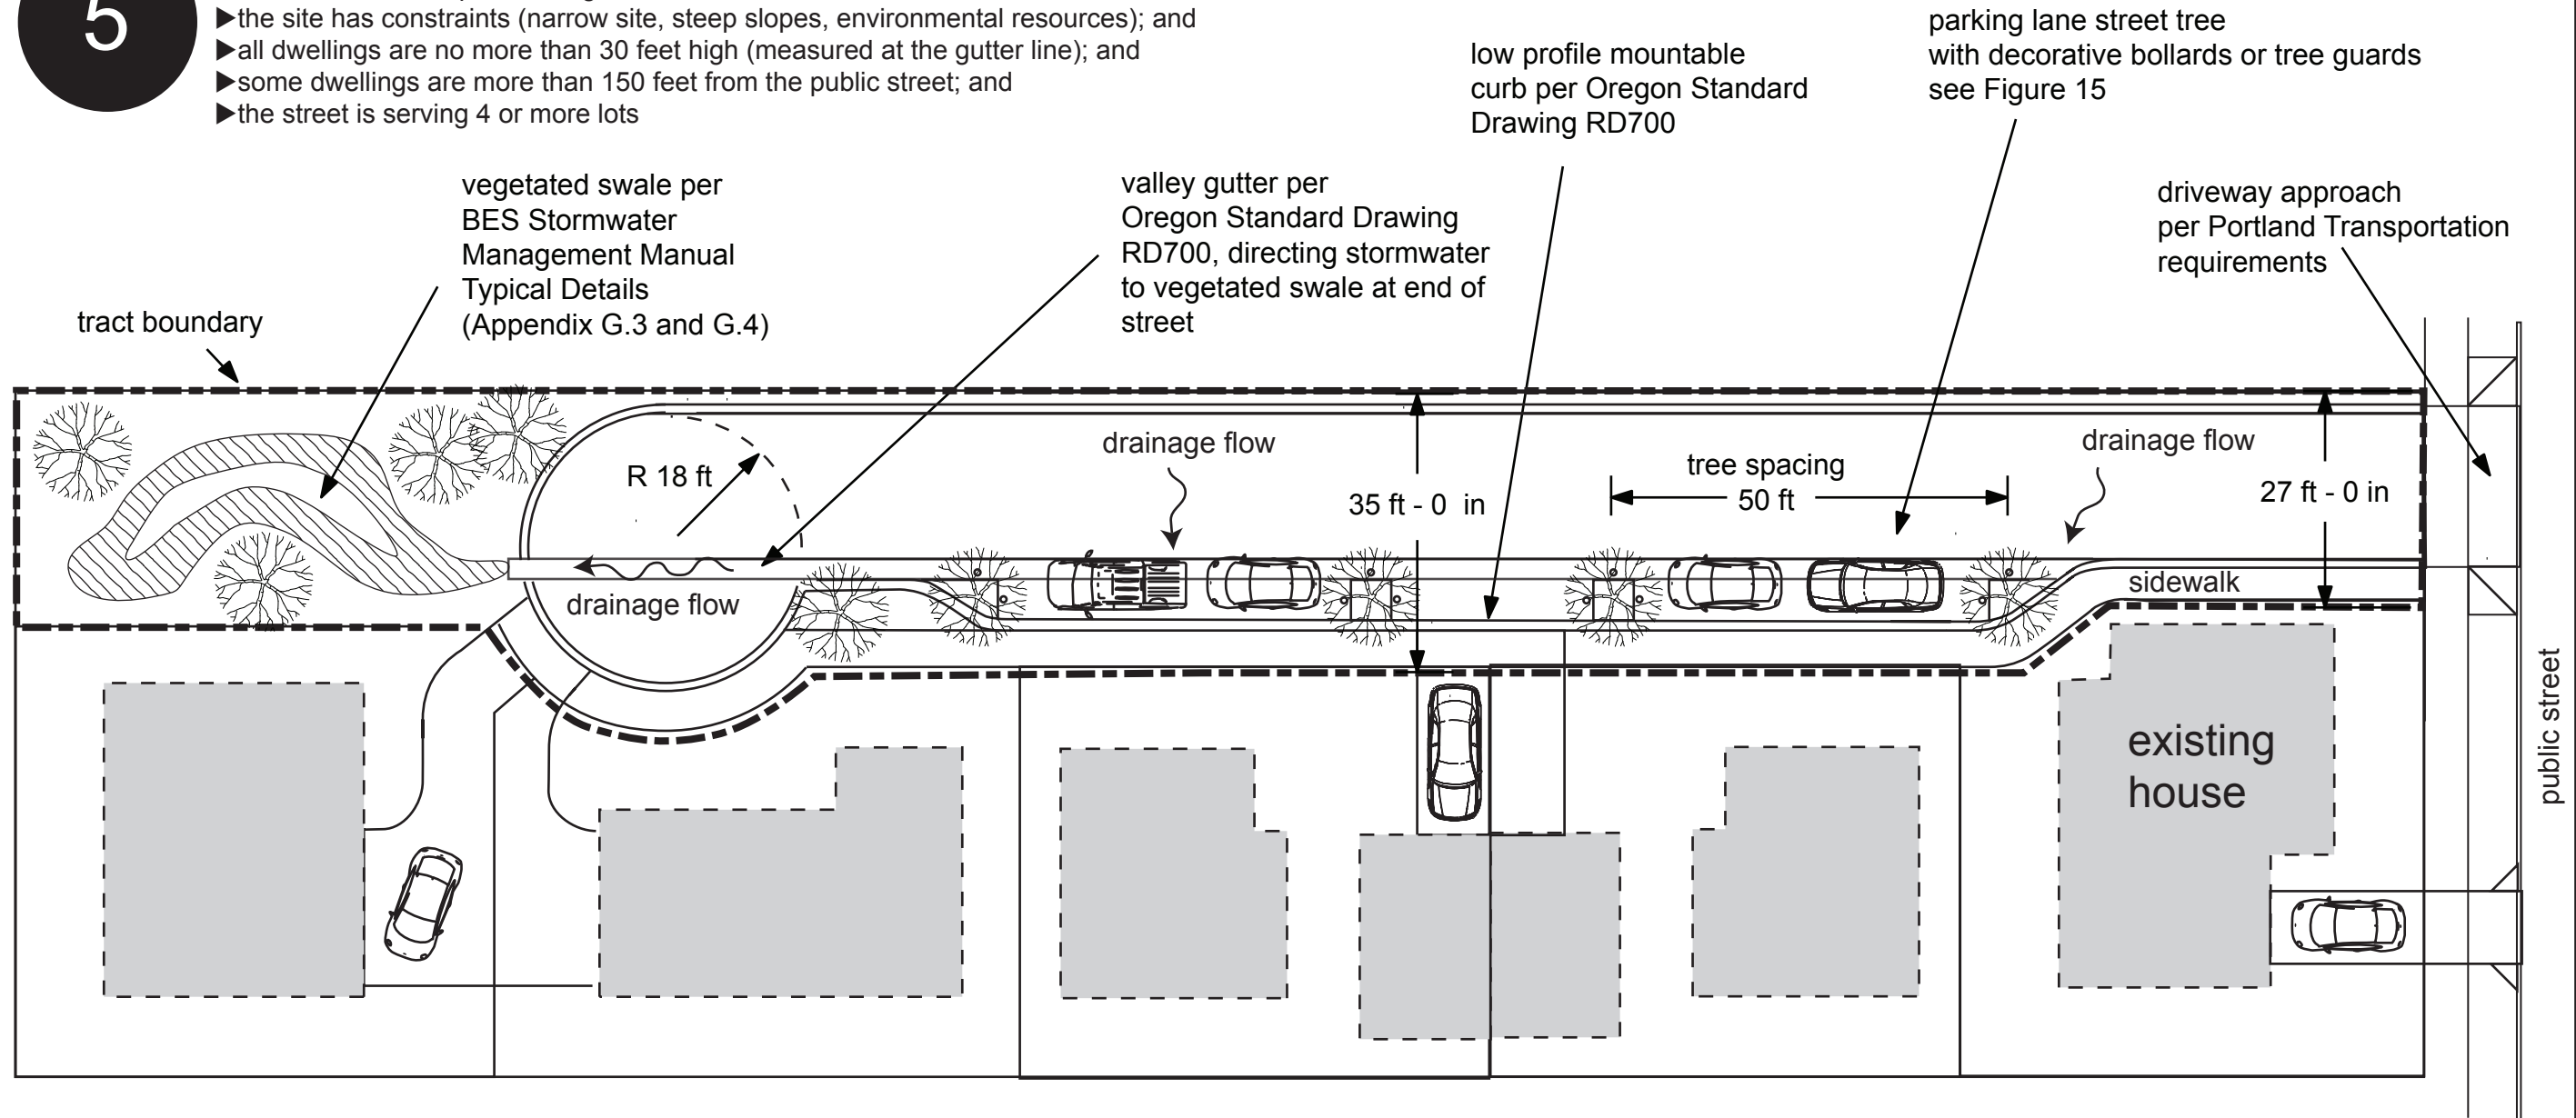 5
▶the site has constraints (narrow site, steep slopes, environmental resources); and
▶all dwellings are no more than 30 feet high (measured at the gutter line); and
▶some dwellings are more than 150 feet from the public street; and
▶the street is serving 4 or more lots
parking lane street tree
with decorative bollards or tree guards
see Figure 15
low profile mountable
curb per Oregon Standard
Drawing RD700
vegetated swale per
BES Stormwater
Management Manual
Typical Details
(Appendix G.3 and G.4)
valley gutter per
Oregon Standard Drawing
RD700, directing stormwater
to vegetated swale at end of
street
driveway approach
per Portland Transportation
requirements
tract boundary
R 18 ft
drainage flow
35 ft - 0 in
tree spacing
50 ft
drainage flow
27 ft - 0 in
drainage flow
sidewalk
existing
house
public street